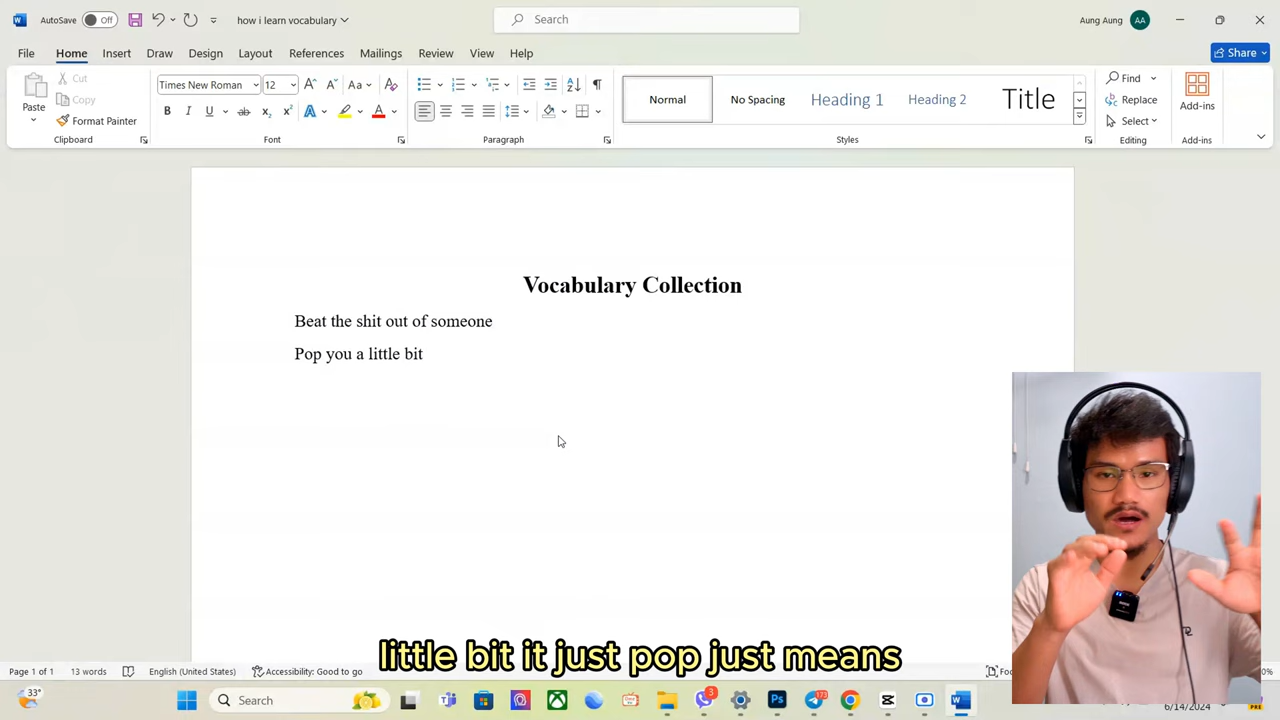 AutoSave Off how i learn vocabulary Search Aung Aung AA
File Home Insert Draw Design Layout References Mailings Review View Help Share
Paste Cut Copy Format Painter
Times New Roman 12
Normal No Spacing Heading 1 Heading 2 Title
Find Replace Select Add-ins
Clipboard Font Paragraph Styles Editing Add-ins
Vocabulary Collection
Beat the shit out of someone
Pop you a little bit
little bit it just pop just means
Page 1 of 1 13 words English (United States) Accessibility: Good to go
33° Search 3 173
6/14/2024